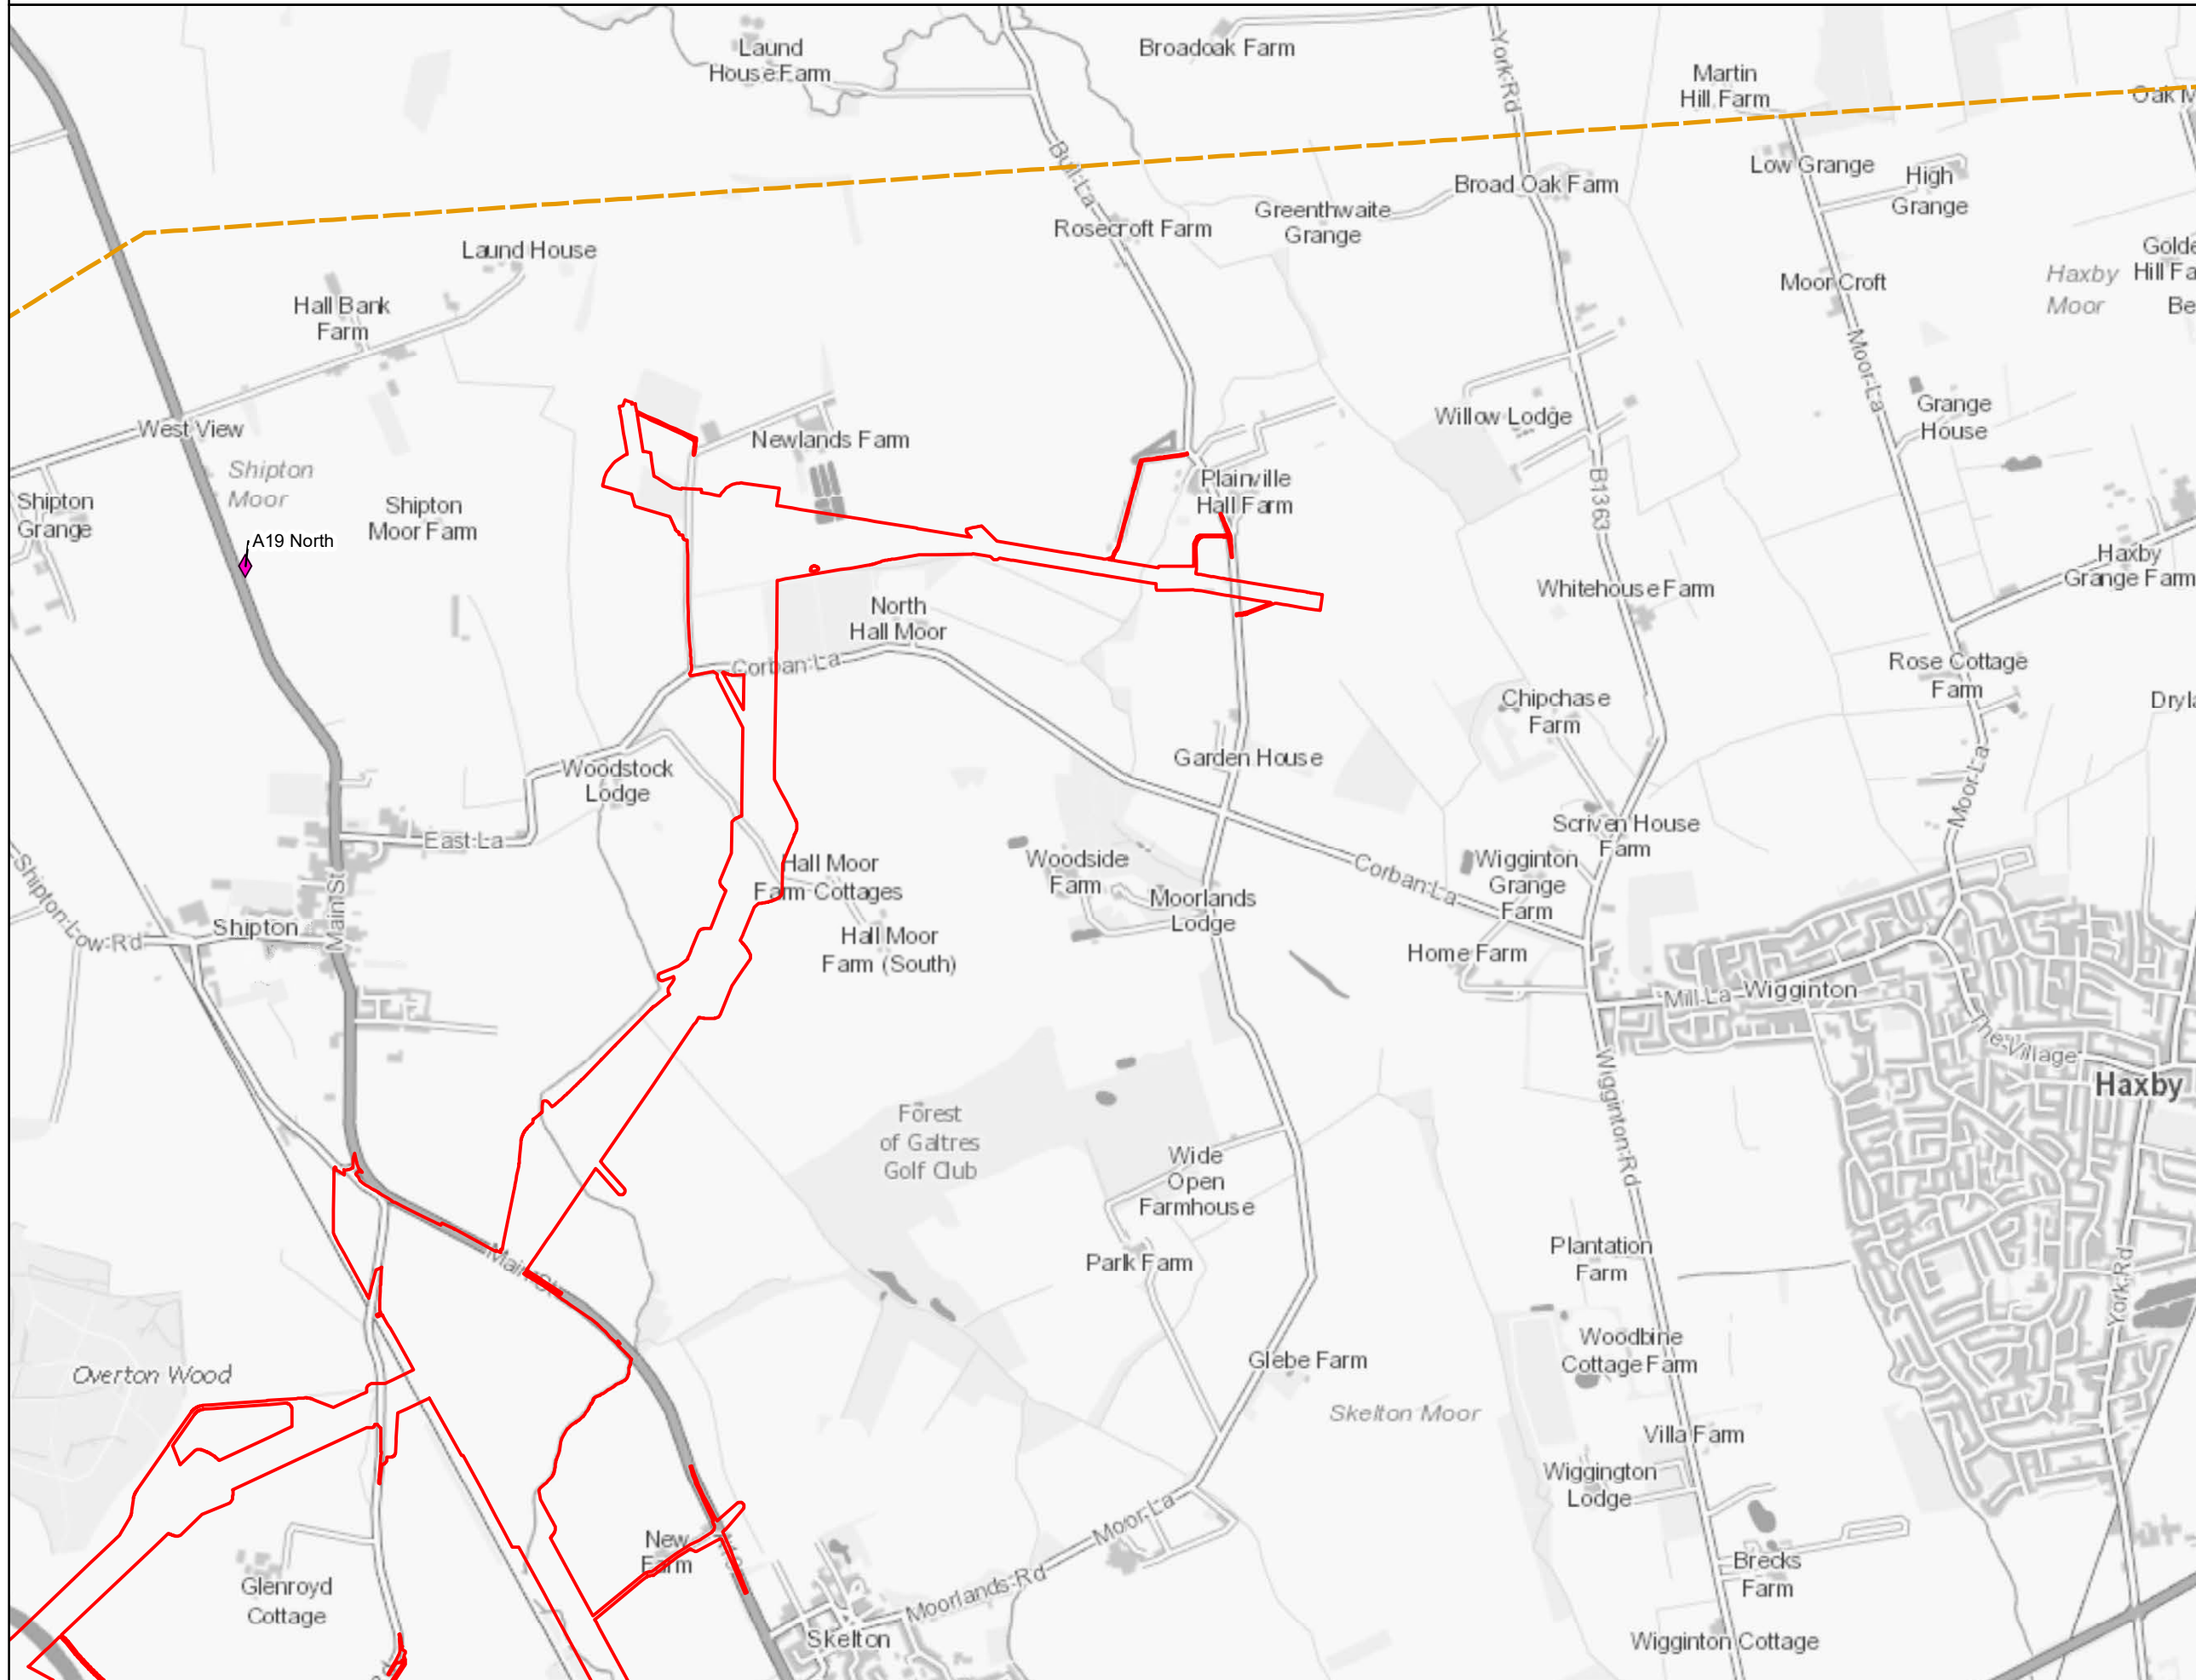 Laund
House Farm
Broadoak Farm
York Rd
Martin
Hill Farm
Oak M
Bull La
Low Grange
High
Grange
Broad Oak Farm
Greenthwaite
Grange
Rosecroft Farm
Laund House
Hall Bank
Farm
Moor Croft
Haxby
Moor
Golde
Hill Fa
Be
West View
Shipton
Moor
Newlands Farm
Willow Lodge
Moor La
Grange
House
Shipton
Grange
Shipton
Moor Farm
A19 North
Plainville
Hall Farm
B1363
Haxby
Grange Farm
Whitehouse Farm
North
Hall Moor
Corban La
Rose Cottage
Farm
Chipchase
Farm
Dryla
Woodstock
Lodge
Garden House
Moor La
East La
Scriven House
Farm
Hall Moor
Farm Cottages
Woodside
Farm
Corban La
Wigginton
Grange
Farm
Moorlands
Lodge
Shipton Low Rd
Shipton
Main St
Hall Moor
Farm (South)
Home Farm
Mill La
Wigginton
The Village
Haxby
Wigginton Rd
Forest
of Galtres
Golf Club
Wide
Open
Farmhouse
Park Farm
Main St
Plantation
Farm
York Rd
Overton Wood
Woodbine
Cottage Farm
Glebe Farm
Skelton Moor
Villa Farm
Wiggington
Lodge
Moor La
New
Farm
Brecks
Farm
Glenroyd
Cottage
Moorlands Rd
Skelton
Wigginton Cottage